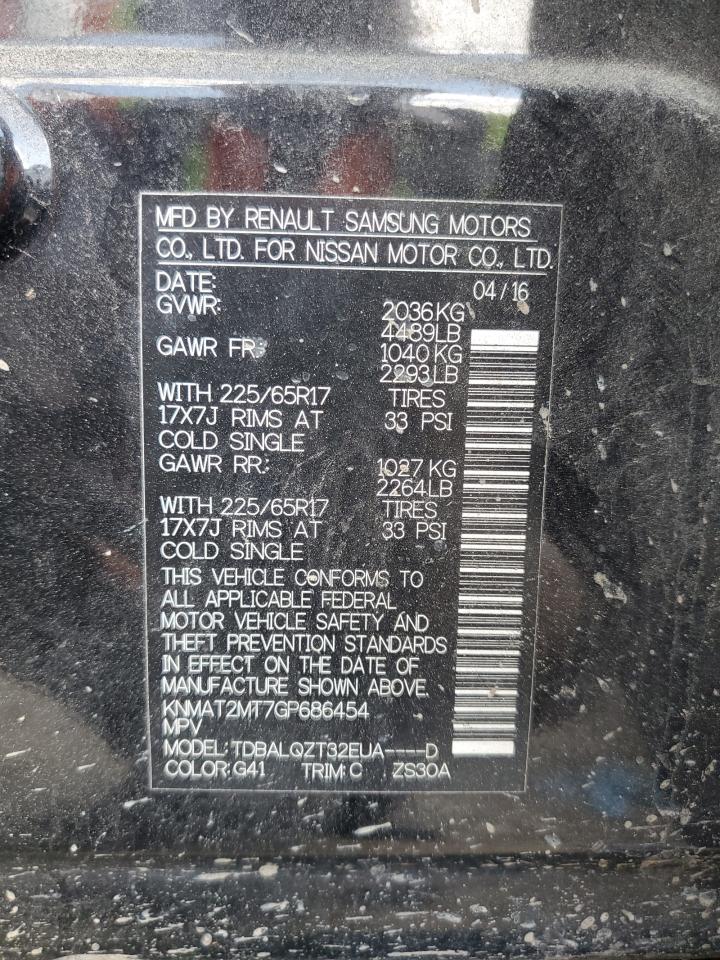 MFD BY RENAULT SAMSUNG MOTORS
CO., LTD. FOR NISSAN MOTOR CO., LTD.
DATE: 04/16
GVWR: 2036KG
4489LB
GAWR FR: 1040 KG
2293LB
WITH 225/65R17 TIRES
17X7J RIMS AT 33 PSI
COLD SINGLE
GAWR RR: 1027KG
2264LB
WITH 225/65R17 TIRES
17X7J RIMS AT 33 PSI
COLD SINGLE
THIS VEHICLE CONFORMS TO
ALL APPLICABLE FEDERAL
MOTOR VEHICLE SAFETY AND
THEFT PREVENTION STANDARDS
IN EFFECT ON THE DATE OF
MANUFACTURE SHOWN ABOVE.
KNMAT2MT7GP686454
MPV
MODEL: TDBALQZT32EUA----D
COLOR: G41 TRIM: C ZS30A